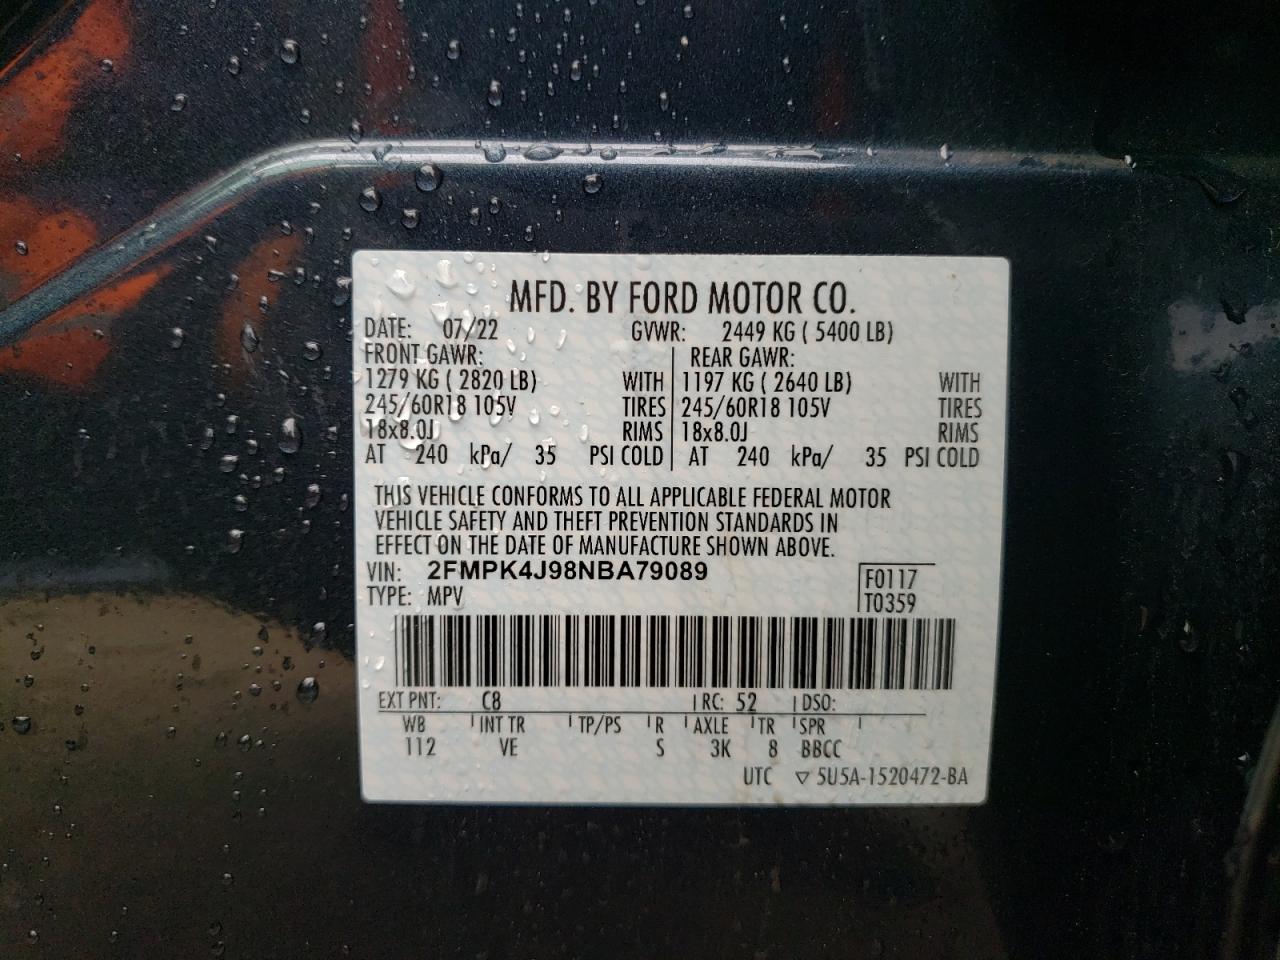 MFD. BY FORD MOTOR CO.
DATE: 07/22 GVWR: 2449 KG ( 5400 LB)
FRONT GAWR: REAR GAWR:
1279 KG ( 2820 LB) WITH 1197 KG ( 2640 LB) WITH
245/60R18 105V TIRES 245/60R18 105V TIRES
18x8.0J RIMS 18x8.0J RIMS
AT 240 kPa/ 35 PSI COLD AT 240 kPa/ 35 PSI COLD
THIS VEHICLE CONFORMS TO ALL APPLICABLE FEDERAL MOTOR
VEHICLE SAFETY AND THEFT PREVENTION STANDARDS IN
EFFECT ON THE DATE OF MANUFACTURE SHOWN ABOVE.
VIN: 2FMPK4J98NBA79089 F0117
TYPE: MPV T0359
EXT PNT: C8 RC: 52 DSO:
WB INT TR TP/PS R AXLE TR SPR
112 VE S 3K 8 BBCC
UTC ▽ 5U5A-1520472-BA